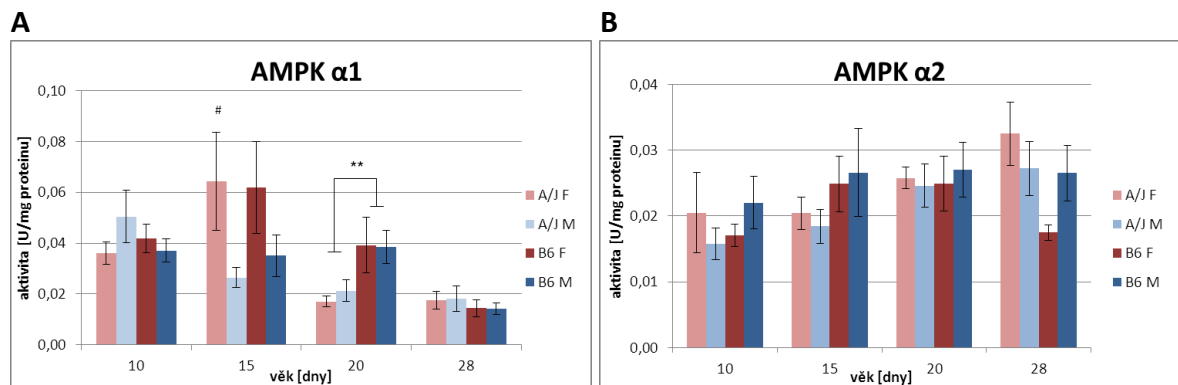 A
AMPK α1
aktivita [U/mg proteinu]
0,10
0,08
0,06
0,04
0,02
0,00
#
**
10 15 20 28
věk [dny]
A/J F
A/J M
B6 F
B6 M
B
AMPK α2
aktivita [U/mg proteinu]
0,04
0,03
0,02
0,01
0,00
10 15 20 28
věk [dny]
A/J F
A/J M
B6 F
B6 M